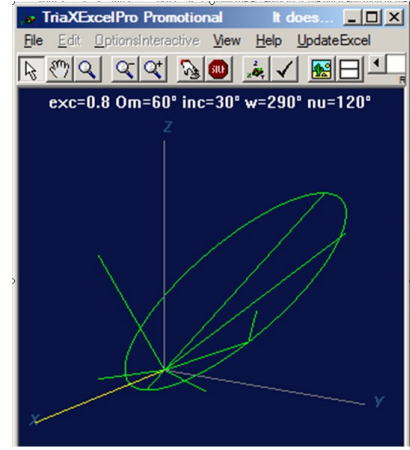 TriaXExcelPro Promotional It does...
File Edit OptionsInteractive View Help UpdateExcel
exc=0.8 Om=60° inc=30° w=290° nu=120°
Z
Y
X